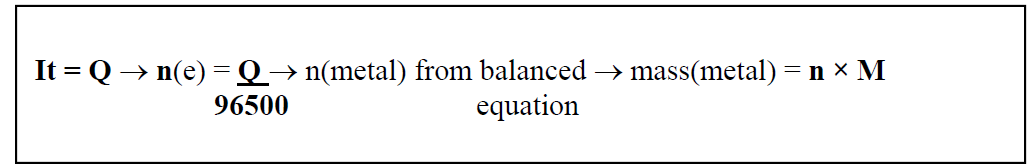 It = Q → n(e) = Q → n(metal) from balanced → mass(metal) = n × M
96500 equation